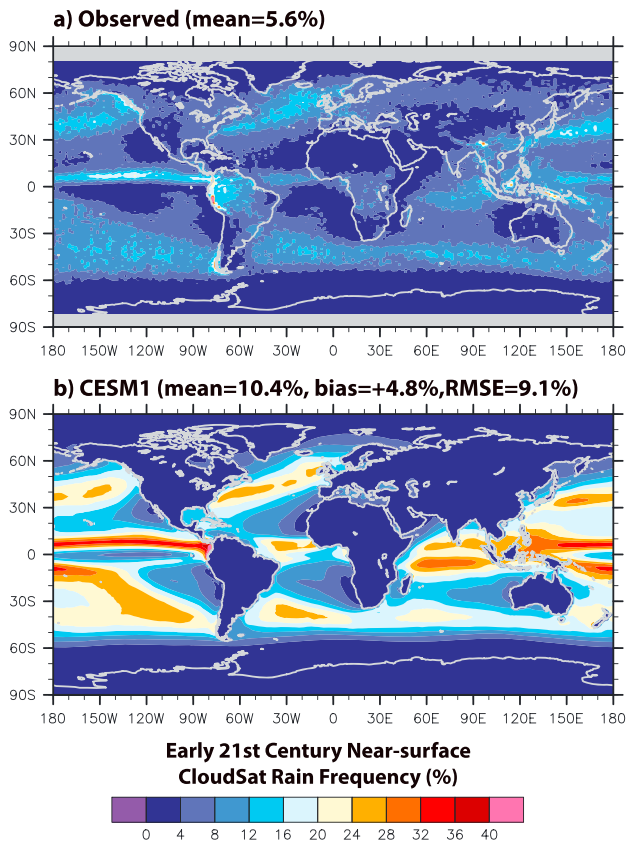 a) Observed (mean=5.6%)
90N
60N
30N
0
30S
60S
90S
180 150W 120W 90W 60W 30W 0 30E 60E 90E 120E 150E 180
b) CESM1 (mean=10.4%, bias=+4.8%,RMSE=9.1%)
90N
60N
30N
0
30S
60S
90S
180 150W 120W 90W 60W 30W 0 30E 60E 90E 120E 150E 180
Early 21st Century Near-surface
CloudSat Rain Frequency (%)
0 4 8 12 16 20 24 28 32 36 40